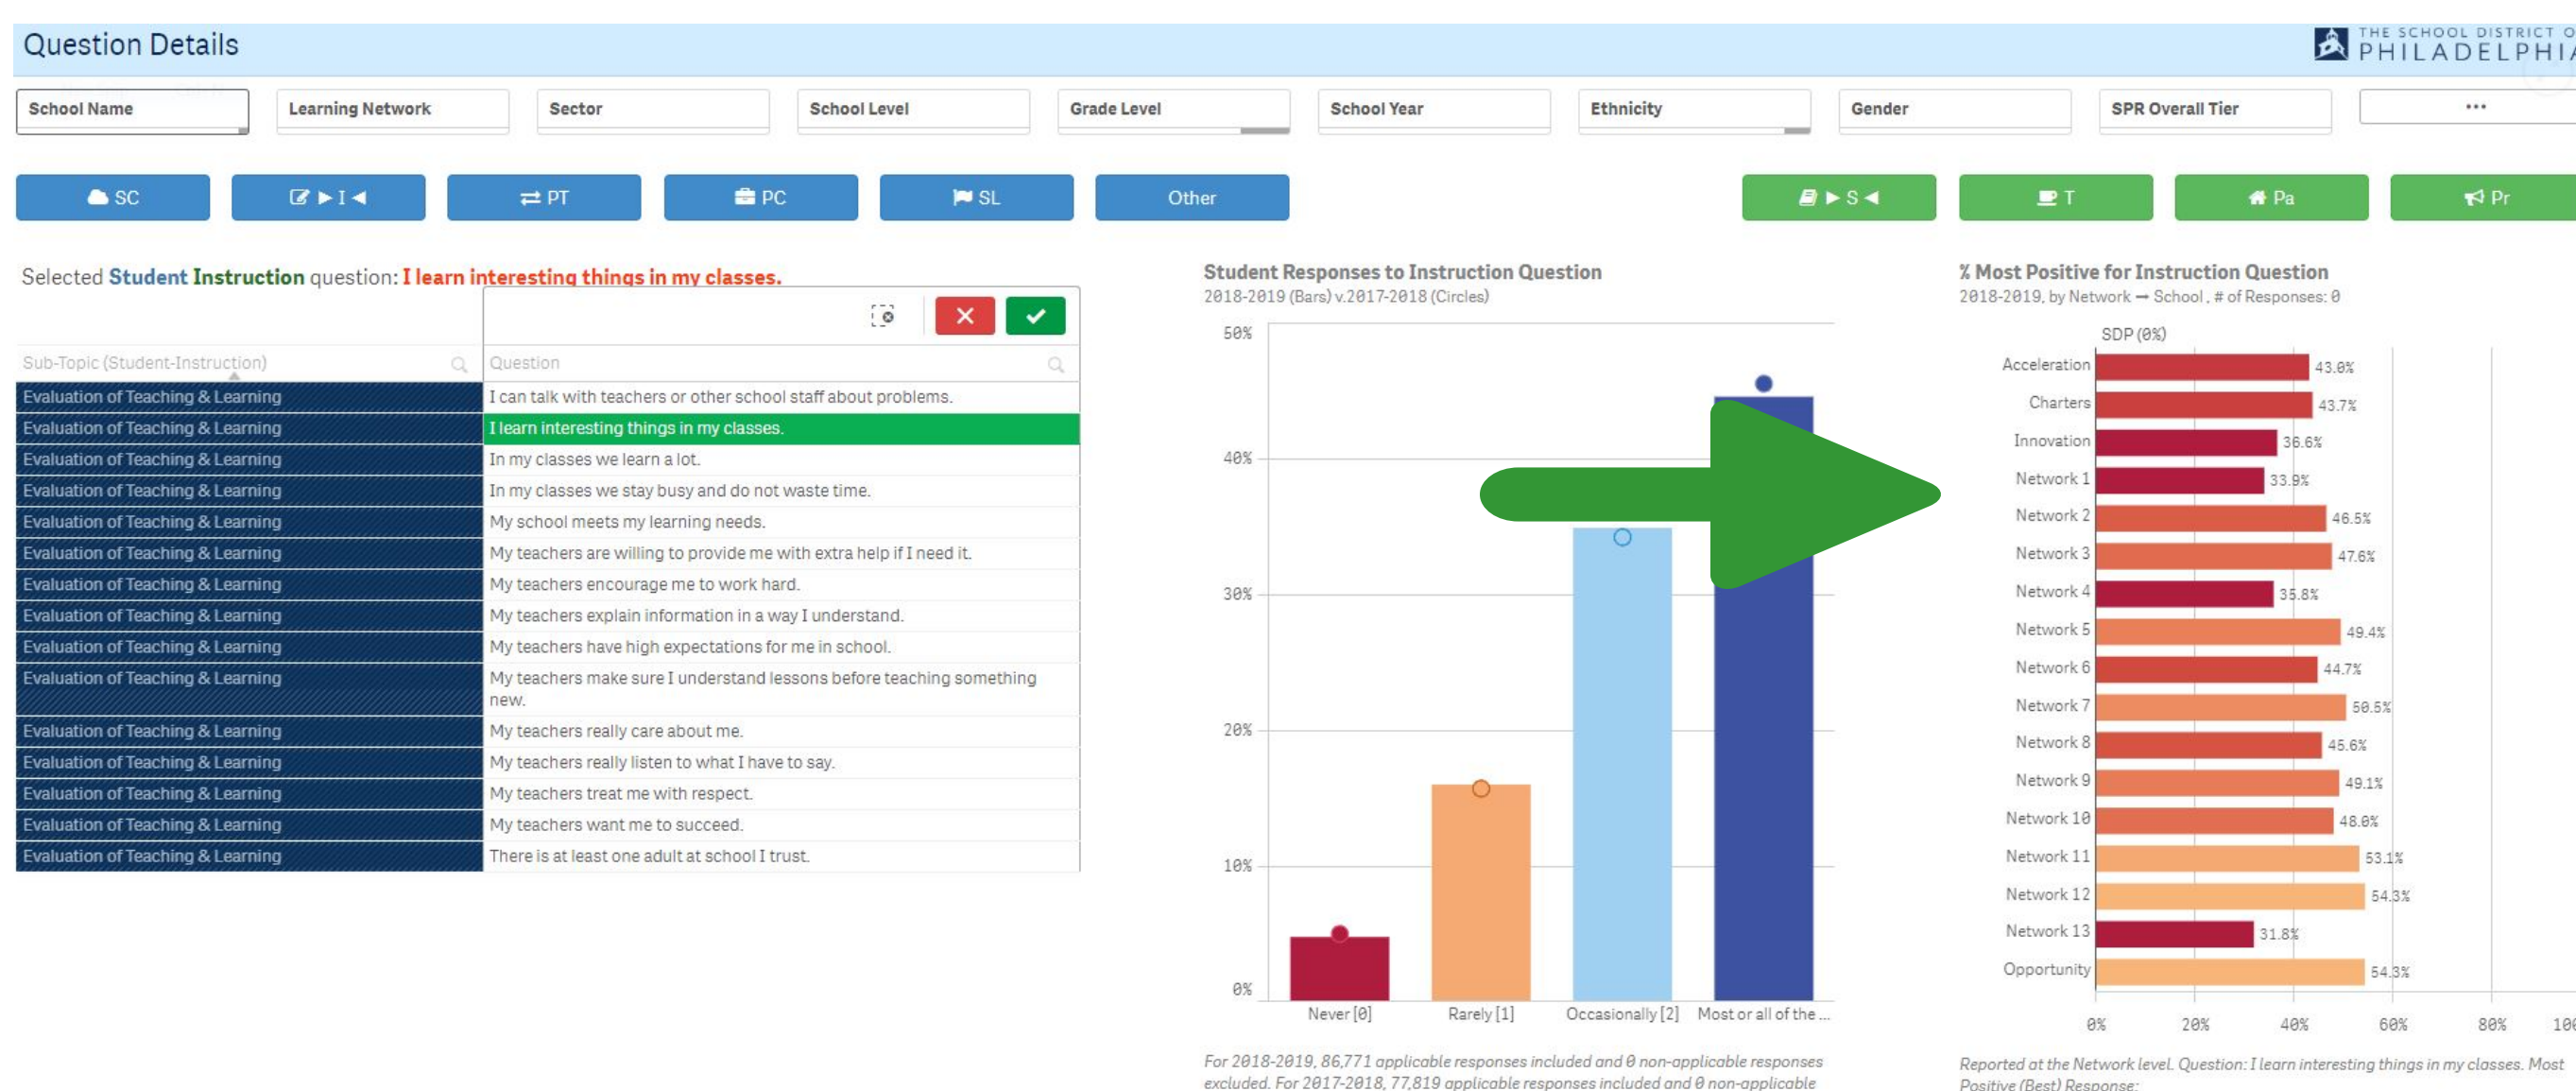 Question Details
THE SCHOOL DISTRICT O
PHILADELPHIA
School Name
Learning Network
Sector
School Level
Grade Level
School Year
Ethnicity
Gender
SPR Overall Tier
...
SC
I
PT
PC
SL
Other
S
T
Pa
Pr
Selected Student Instruction question: I learn interesting things in my classes.
Sub-Topic (Student-Instruction)
Question
Evaluation of Teaching & Learning
I can talk with teachers or other school staff about problems.
Evaluation of Teaching & Learning
I learn interesting things in my classes.
Evaluation of Teaching & Learning
In my classes we learn a lot.
Evaluation of Teaching & Learning
In my classes we stay busy and do not waste time.
Evaluation of Teaching & Learning
My school meets my learning needs.
Evaluation of Teaching & Learning
My teachers are willing to provide me with extra help if I need it.
Evaluation of Teaching & Learning
My teachers encourage me to work hard.
Evaluation of Teaching & Learning
My teachers explain information in a way I understand.
Evaluation of Teaching & Learning
My teachers have high expectations for me in school.
Evaluation of Teaching & Learning
My teachers make sure I understand lessons before teaching something
new.
Evaluation of Teaching & Learning
My teachers really care about me.
Evaluation of Teaching & Learning
My teachers really listen to what I have to say.
Evaluation of Teaching & Learning
My teachers treat me with respect.
Evaluation of Teaching & Learning
My teachers want me to succeed.
Evaluation of Teaching & Learning
There is at least one adult at school I trust.
Student Responses to Instruction Question
2018-2019 (Bars) v.2017-2018 (Circles)
50%
40%
30%
20%
10%
0%
Never [0]
Rarely [1]
Occasionally [2]
Most or all of the ...
For 2018-2019, 86,771 applicable responses included and 0 non-applicable responses
excluded. For 2017-2018, 77,819 applicable responses included and 0 non-applicable
% Most Positive for Instruction Question
2018-2019, by Network → School , # of Responses: 0
SDP (0%)
Acceleration 43.0%
Charters 43.7%
Innovation 36.6%
Network 1 33.9%
Network 2 46.5%
Network 3 47.6%
Network 4 35.8%
Network 5 49.4%
Network 6 44.7%
Network 7 50.5%
Network 8 45.6%
Network 9 49.1%
Network 10 48.0%
Network 11 53.1%
Network 12 54.3%
Network 13 31.8%
Opportunity 54.3%
0% 20% 40% 60% 80% 100
Reported at the Network level. Question: I learn interesting things in my classes. Most
Positive (Best) Response: